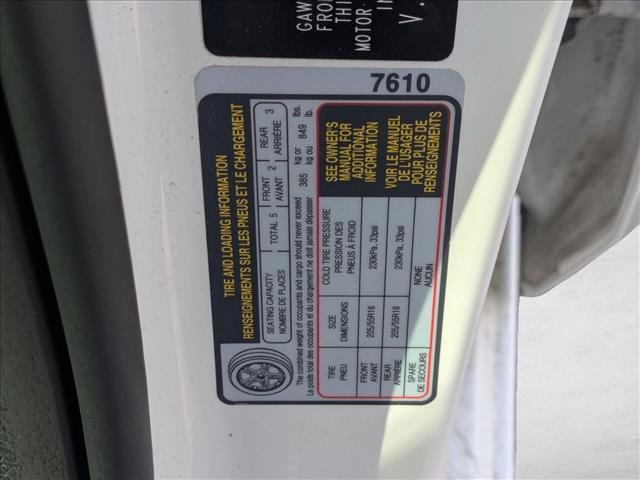 GAW
FRO
THI
MOTOR
IN
V.
7610
TIRE AND LOADING INFORMATION
RENSEIGNEMENTS SUR LES PNEUS ET LE CHARGEMENT
SEATING CAPACITY
NOMBRE DE PLACES
TOTAL 5
FRONT
AVANT
2
REAR
ARRIÈRE
3
The combined weight of occupants and cargo should never exceed
Le poids total des occupants et du chargement ne doit jamais dépasser
385 kg or
kg ou
849 lbs.
lb.
TIRE
PNEU
SIZE
DIMENSIONS
COLD TIRE PRESSURE
PRESSION DES
PNEUS À FROID
FRONT
AVANT
205/55R16
230kPa, 33psi
REAR
ARRIÈRE
205/55R16
230kPa, 33psi
SPARE
DE SECOURS
NONE
AUCUN
SEE OWNER'S
MANUAL FOR
ADDITIONAL
INFORMATION
VOIR LE MANUEL
DE L'USAGER
POUR PLUS DE
RENSEIGNEMENTS